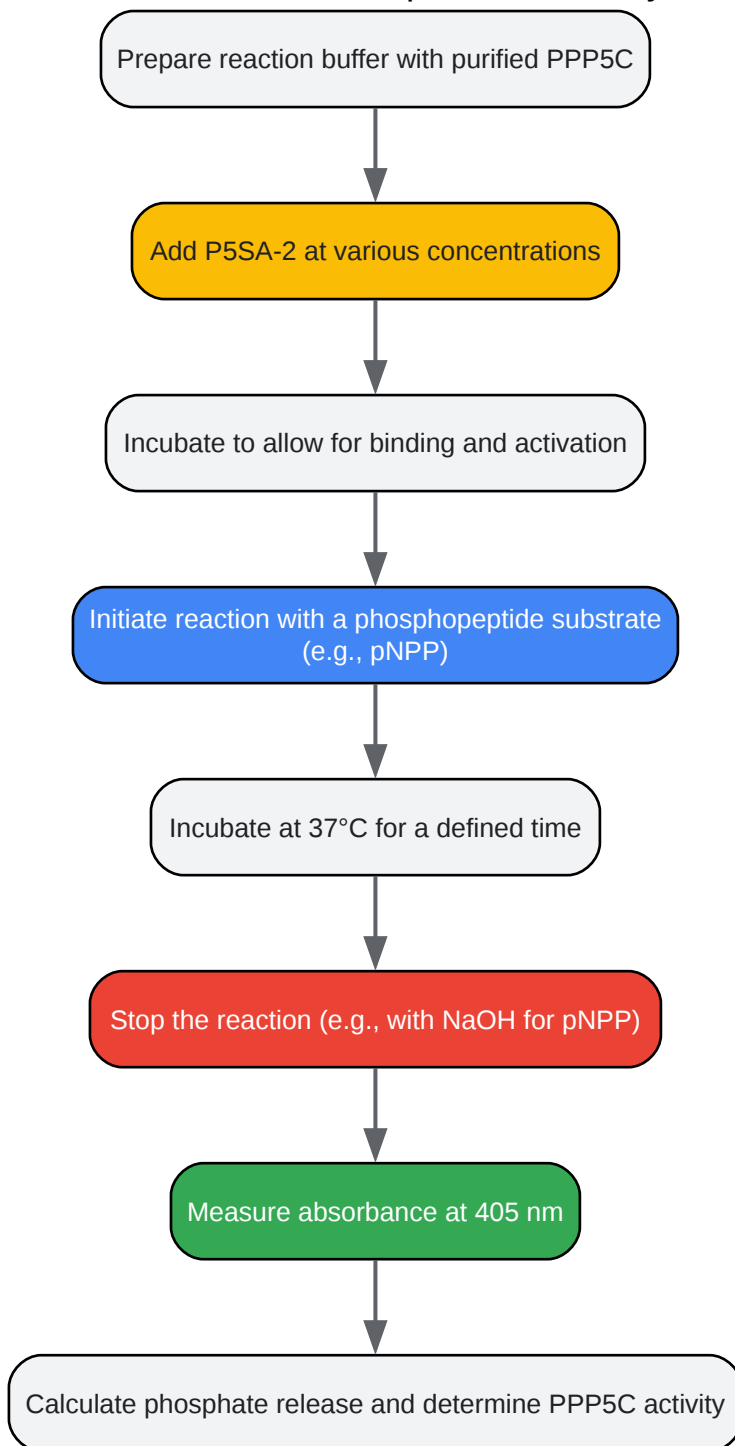 Prepare reaction buffer with purified PPP5C
Add P5SA-2 at various concentrations
Incubate to allow for binding and activation
Initiate reaction with a phosphopeptide substrate
(e.g., pNPP)
Incubate at 37°C for a defined time
Stop the reaction (e.g., with NaOH for pNPP)
Measure absorbance at 405 nm
Calculate phosphate release and determine PPP5C activity